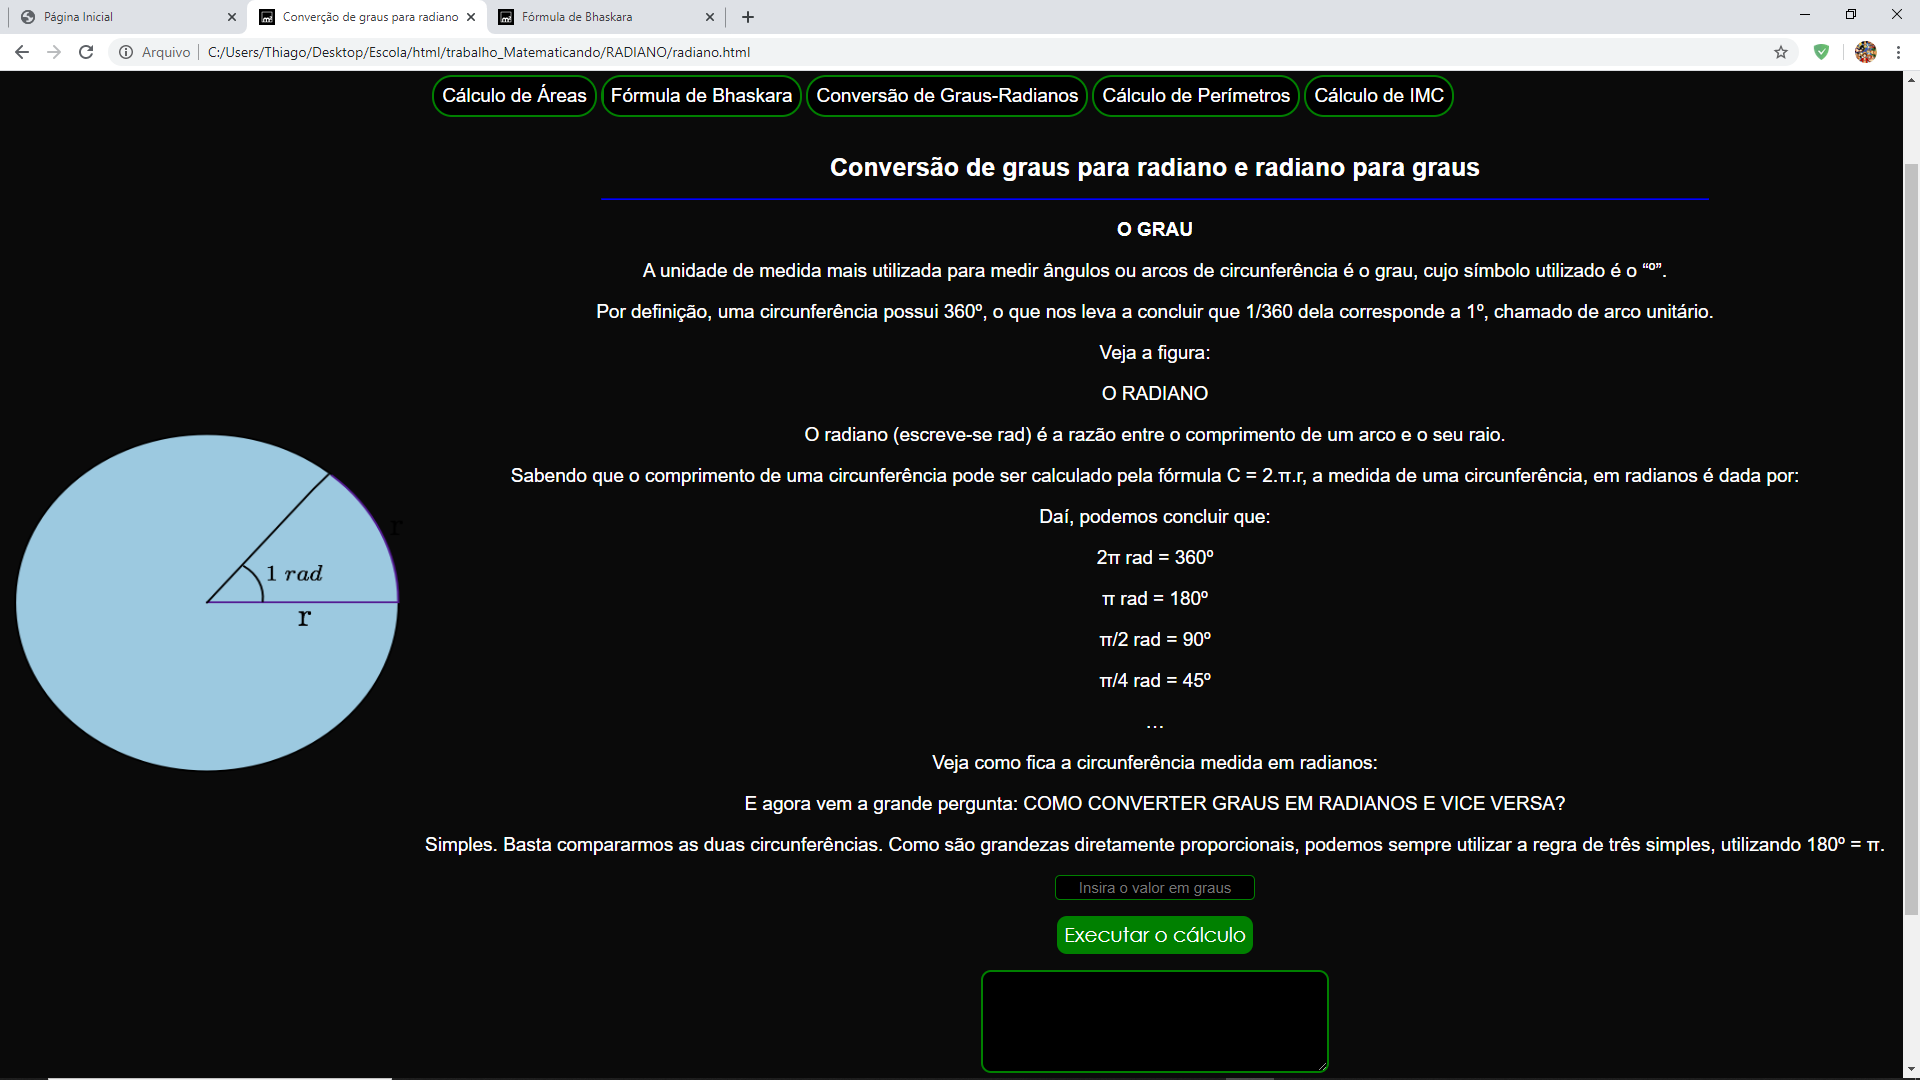 Página Inicial
Converção de graus para radiano
Fórmula de Bhaskara
Arquivo
C:/Users/Thiago/Desktop/Escola/html/trabalho_Matematicando/RADIANO/radiano.html
Cálculo de Áreas
Fórmula de Bhaskara
Conversão de Graus-Radianos
Cálculo de Perímetros
Cálculo de IMC
Conversão de graus para radiano e radiano para graus
O GRAU
A unidade de medida mais utilizada para medir ângulos ou arcos de circunferência é o grau, cujo símbolo utilizado é o “º”.
Por definição, uma circunferência possui 360º, o que nos leva a concluir que 1/360 dela corresponde a 1º, chamado de arco unitário.
Veja a figura:
O RADIANO
O radiano (escreve-se rad) é a razão entre o comprimento de um arco e o seu raio.
Sabendo que o comprimento de uma circunferência pode ser calculado pela fórmula C = 2.π.r, a medida de uma circunferência, em radianos é dada por:
Daí, podemos concluir que:
2π rad = 360º
π rad = 180º
π/2 rad = 90º
π/4 rad = 45º
…
Veja como fica a circunferência medida em radianos:
E agora vem a grande pergunta: COMO CONVERTER GRAUS EM RADIANOS E VICE VERSA?
Simples. Basta compararmos as duas circunferências. Como são grandezas diretamente proporcionais, podemos sempre utilizar a regra de três simples, utilizando 180º = π.
Insira o valor em graus
Executar o cálculo
r
1 rad
r